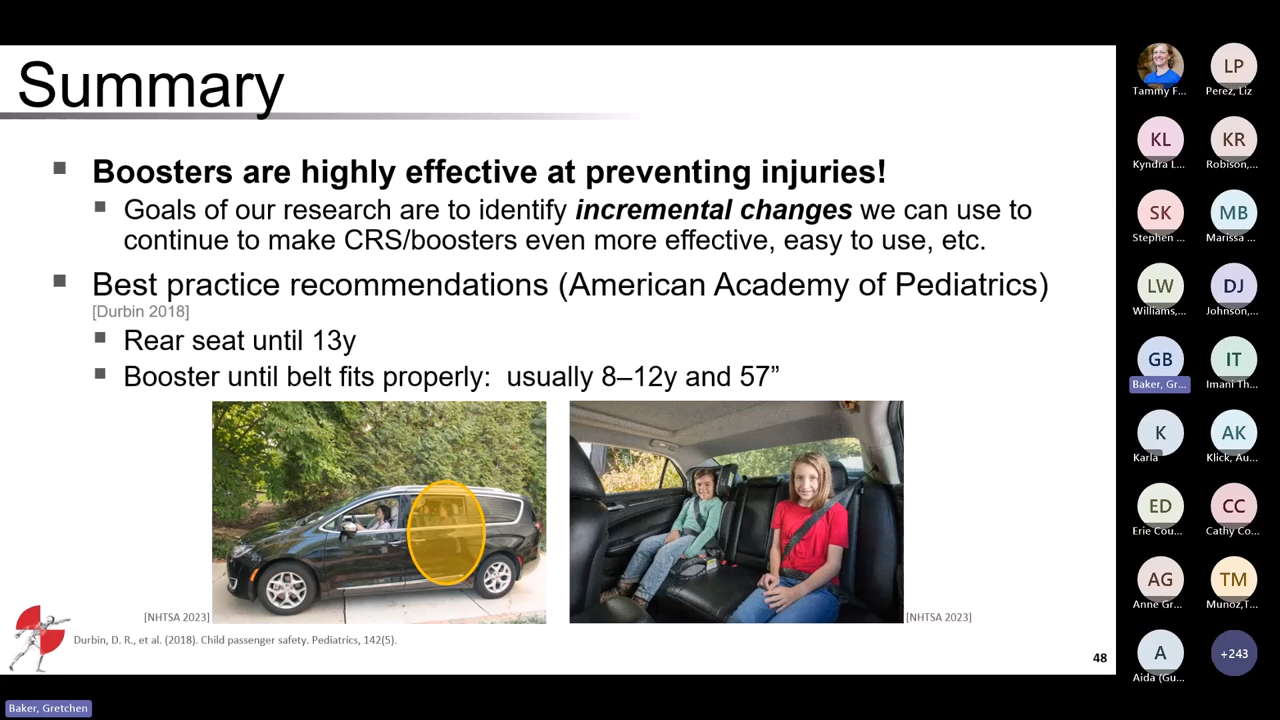 Summary
Boosters are highly effective at preventing injuries!
Goals of our research are to identify incremental changes we can use to
continue to make CRS/boosters even more effective, easy to use, etc.
Best practice recommendations (American Academy of Pediatrics)
[Durbin 2018]
Rear seat until 13y
Booster until belt fits properly:  usually 8–12y and 57”
[NHTSA 2023]
[NHTSA 2023]
Durbin, D. R., et al. (2018). Child passenger safety. Pediatrics, 142(5).
48
Tammy F...
LP
Perez, Liz
KL
Kyndra L...
KR
Robison,...
SK
Stephen ...
MB
Marissa ...
LW
Williams,...
DJ
Johnson,...
GB
Baker, Gr...
IT
Imani Th...
K
Karla
AK
Klick, Au...
ED
Erie Cou...
CC
Cathy Co...
AG
Anne Gr...
TM
Munoz,T...
A
Aida (Gu...
+243
Baker, Gretchen